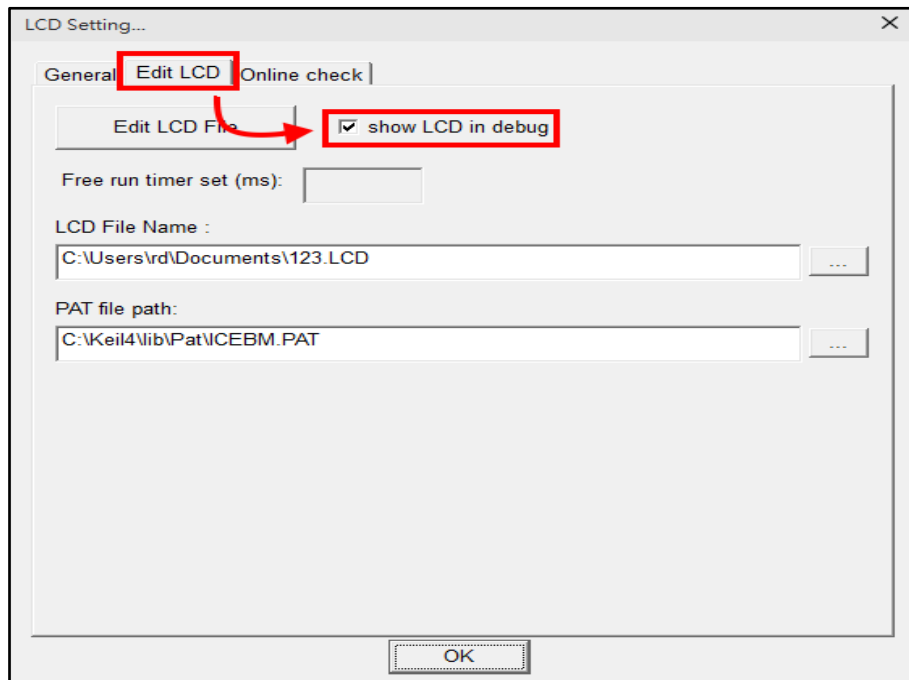 LCD Setting...
General Edit LCD Online check
Edit LCD File show LCD in debug
Free run timer set (ms):
LCD File Name :
C:\Users\rd\Documents\123.LCD
...
PAT file path:
C:\Keil4\lib\Pat\ICEBM.PAT
...
OK